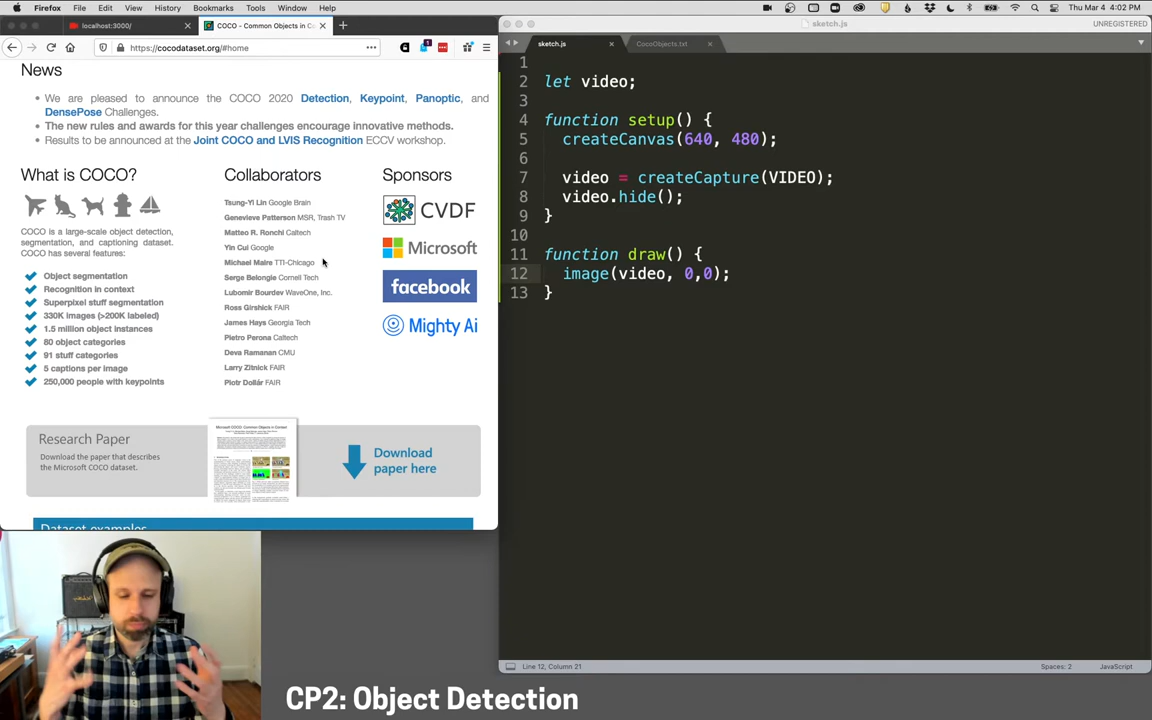 Firefox File Edit View History Bookmarks Tools Window Help
Thu Mar 4 4:02 PM
localhost:3000/
COCO - Common Objects in Co
https://cocodataset.org/#home
News
We are pleased to announce the COCO 2020 Detection, Keypoint, Panoptic, and
DensePose Challenges.
The new rules and awards for this year challenges encourage innovative methods.
Results to be announced at the Joint COCO and LVIS Recognition ECCV workshop.
What is COCO?
COCO is a large-scale object detection,
segmentation, and captioning dataset.
COCO has several features:
Object segmentation
Recognition in context
Superpixel stuff segmentation
330K images (>200K labeled)
1.5 million object instances
80 object categories
91 stuff categories
5 captions per image
250,000 people with keypoints
Collaborators
Tsung-Yi Lin Google Brain
Genevieve Patterson MSR, Trash TV
Matteo R. Ronchi Caltech
Yin Cui Google
Michael Maire TTI-Chicago
Serge Belongie Cornell Tech
Lubomir Bourdev WaveOne, Inc.
Ross Girshick FAIR
James Hays Georgia Tech
Pietro Perona Caltech
Deva Ramanan CMU
Larry Zitnick FAIR
Piotr Dollár FAIR
Sponsors
CVDF
Microsoft
facebook
Mighty Ai
Research Paper
Download the paper that describes
the Microsoft COCO dataset.
Microsoft COCO: Common Objects in Context
Download
paper here
Dataset examples
sketch.js
UNREGISTERED
sketch.js
CocoObjects.txt
1
2 let video;
3
4 function setup() {
5 createCanvas(640, 480);
6
7 video = createCapture(VIDEO);
8 video.hide();
9 }
10
11 function draw() {
12 image(video, 0,0);
13 }
Line 12, Column 21
Spaces: 2
JavaScript
CP2: Object Detection